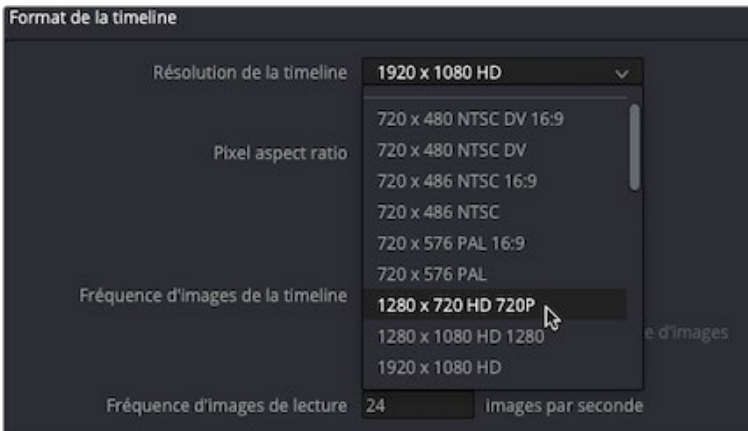 Format de la timeline
Résolution de la timeline 1920 x 1080 HD
720 x 480 NTSC DV 16:9
Pixel aspect ratio 720 x 480 NTSC DV
720 x 486 NTSC 16:9
720 x 486 NTSC
720 x 576 PAL 16:9
720 x 576 PAL
Fréquence d'images de la timeline 1280 x 720 HD 720P
1280 x 1080 HD 1280 e d'images
1920 x 1080 HD
Fréquence d'images de lecture 24 images par seconde